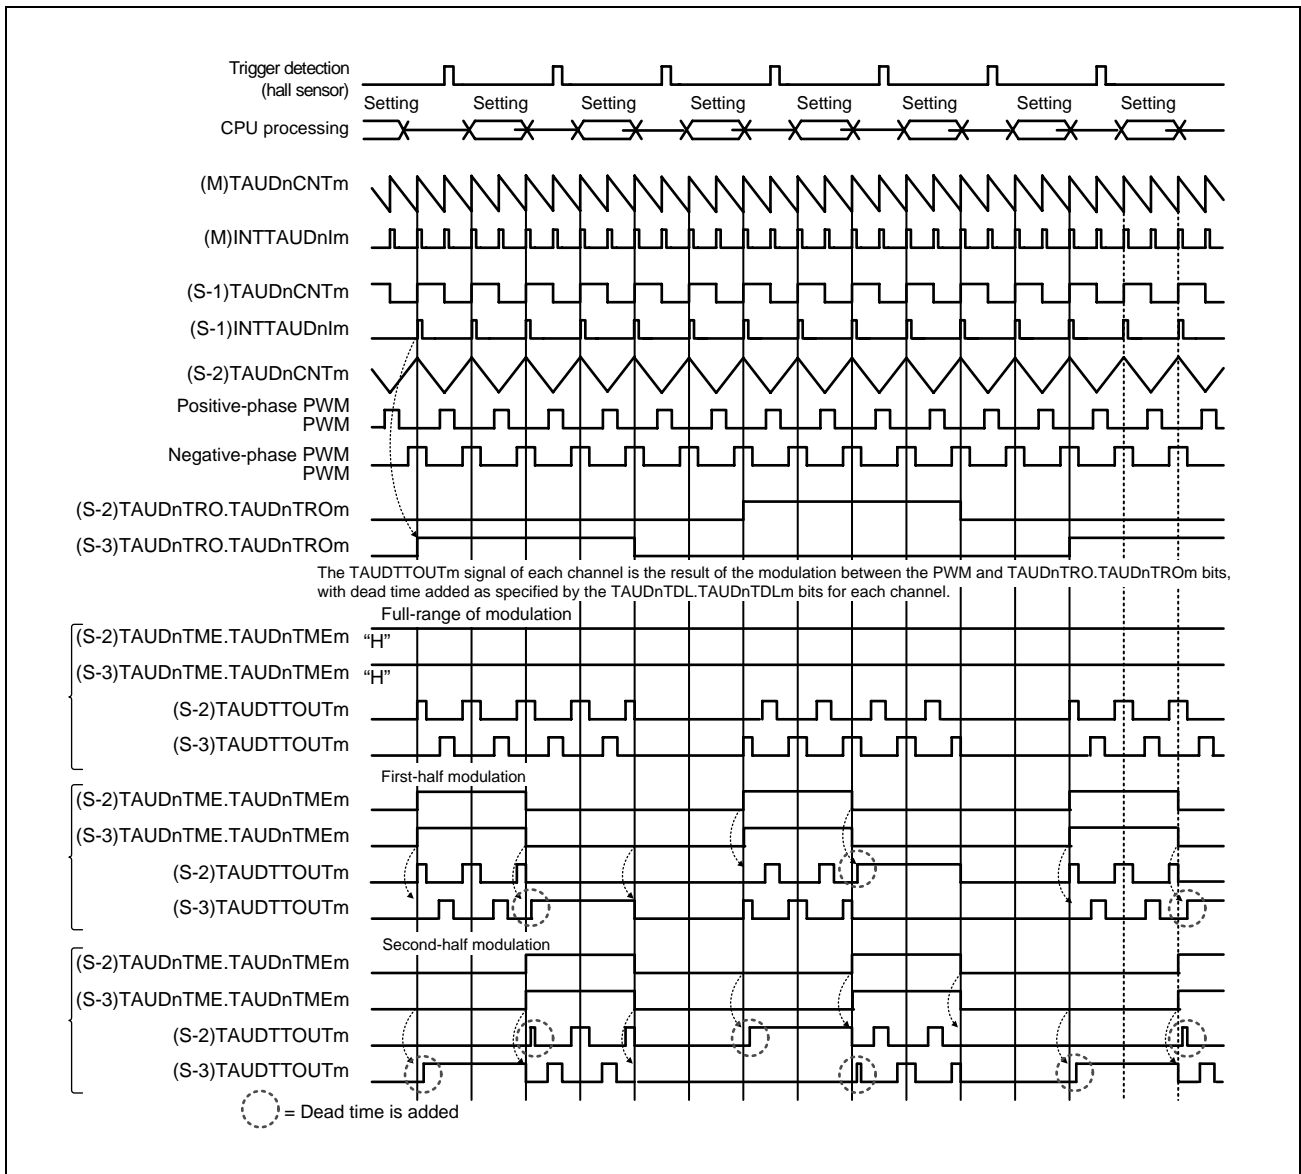 Trigger detection
(hall sensor)
Setting Setting Setting Setting Setting Setting Setting Setting
CPU processing
(M)TAUDnCNTm
(M)INTTAUDnIm
(S-1)TAUDnCNTm
(S-1)INTTAUDnIm
(S-2)TAUDnCNTm
Positive-phase PWM
PWM
Negative-phase PWM
PWM
(S-2)TAUDnTRO.TAUDnTROm
(S-3)TAUDnTRO.TAUDnTROm
The TAUDTTOUTm signal of each channel is the result of the modulation between the PWM and TAUDnTRO.TAUDnTROm bits,
with dead time added as specified by the TAUDnTDL.TAUDnTDLm bits for each channel.
Full-range of modulation
(S-2)TAUDnTME.TAUDnTMEm “H”
(S-3)TAUDnTME.TAUDnTMEm “H”
(S-2)TAUDTTOUTm
(S-3)TAUDTTOUTm
First-half modulation
(S-2)TAUDnTME.TAUDnTMEm
(S-3)TAUDnTME.TAUDnTMEm
(S-2)TAUDTTOUTm
(S-3)TAUDTTOUTm
Second-half modulation
(S-2)TAUDnTME.TAUDnTMEm
(S-3)TAUDnTME.TAUDnTMEm
(S-2)TAUDTTOUTm
(S-3)TAUDTTOUTm
= Dead time is added